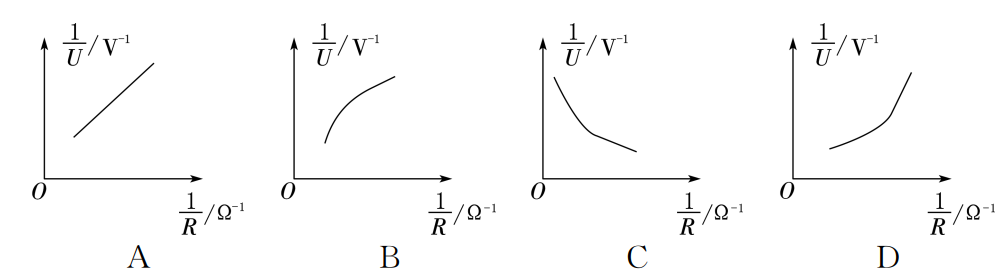 1/U / V⁻¹
O
1/R / Ω⁻¹
A
1/U / V⁻¹
O
1/R / Ω⁻¹
B
1/U / V⁻¹
O
1/R / Ω⁻¹
C
1/U / V⁻¹
O
1/R / Ω⁻¹
D